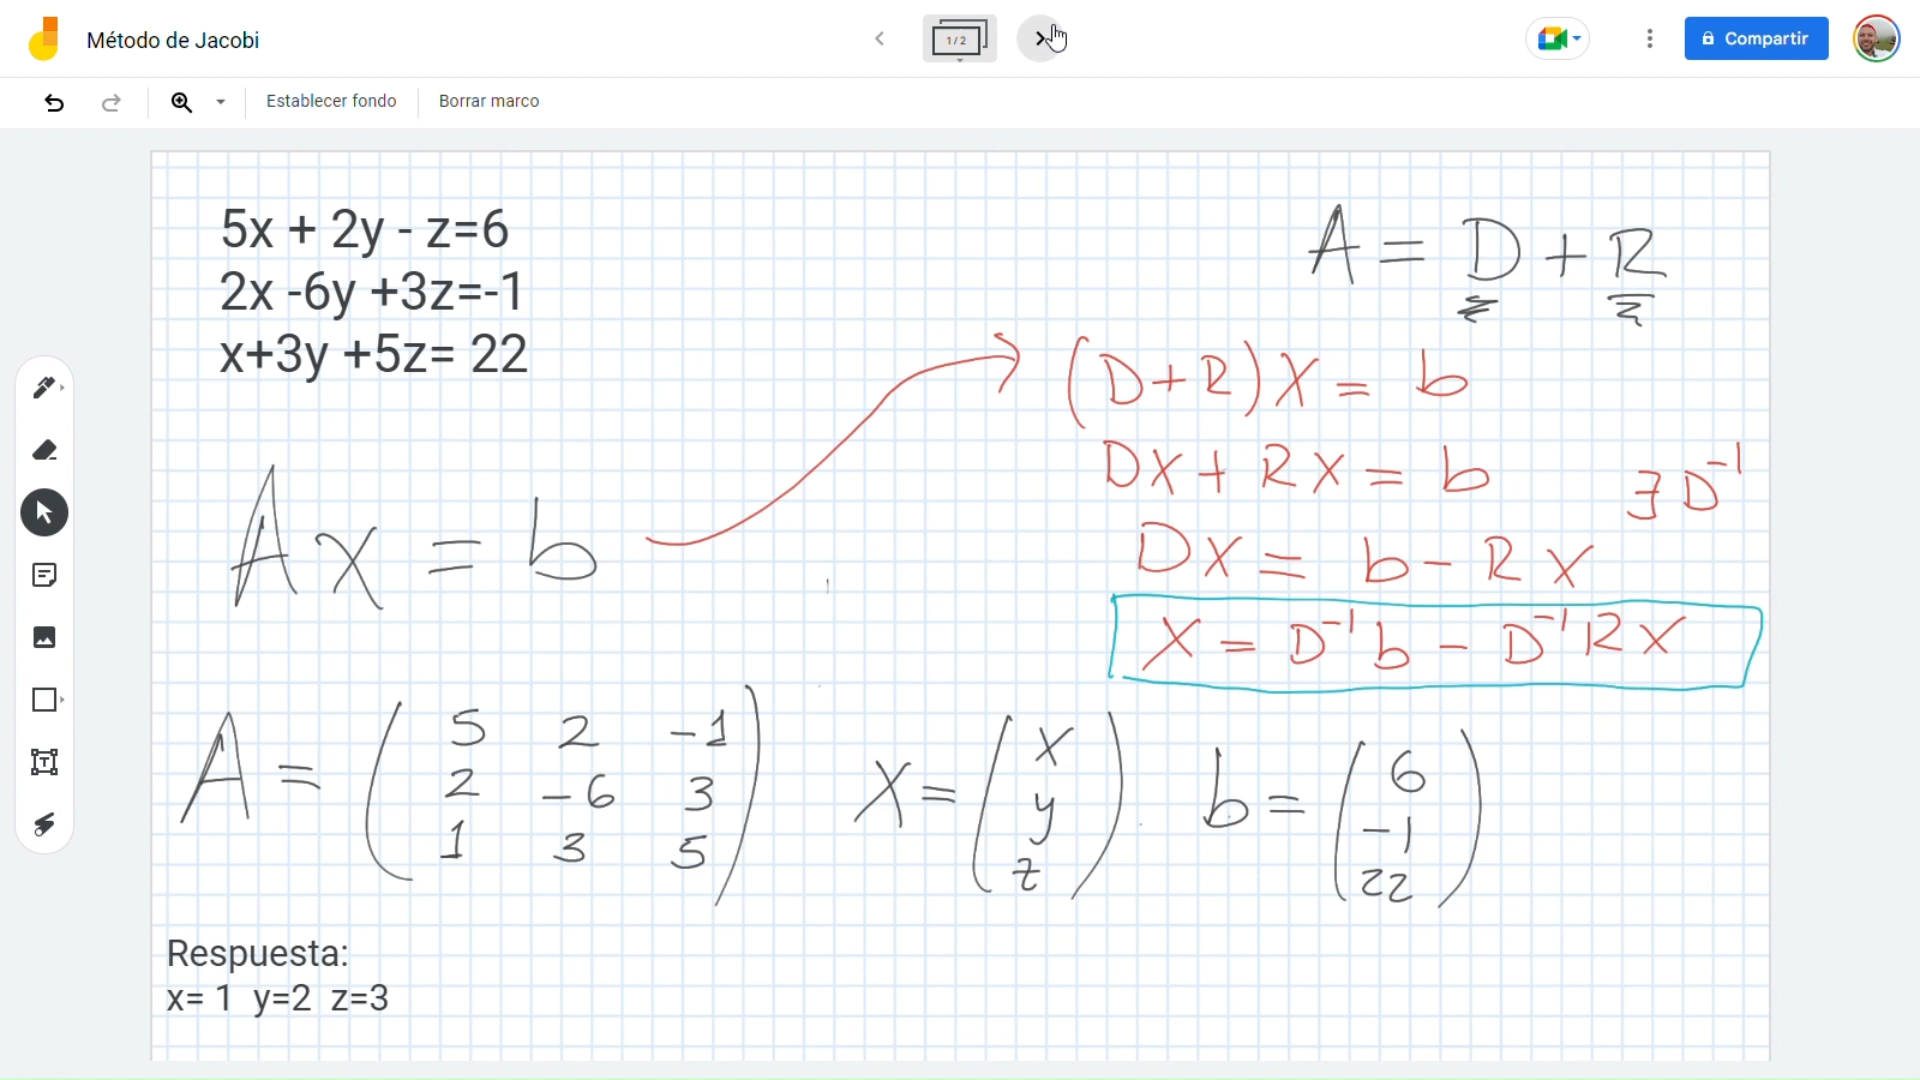 Método de Jacobi
1 / 2
Compartir
Establecer fondo
Borrar marco
5x + 2y - z=6
2x -6y +3z=-1
x+3y +5z= 22
A = D + R
(D+R)X = b
DX + RX = b
∃ D⁻¹
DX = b - RX
X = D⁻¹b - D⁻¹RX
Ax = b
A = ( 5 2 -1
2 -6 3
1 3 5 )
X = ( x
y
z )
b = ( 6
-1
22 )
Respuesta:
x= 1 y=2 z=3